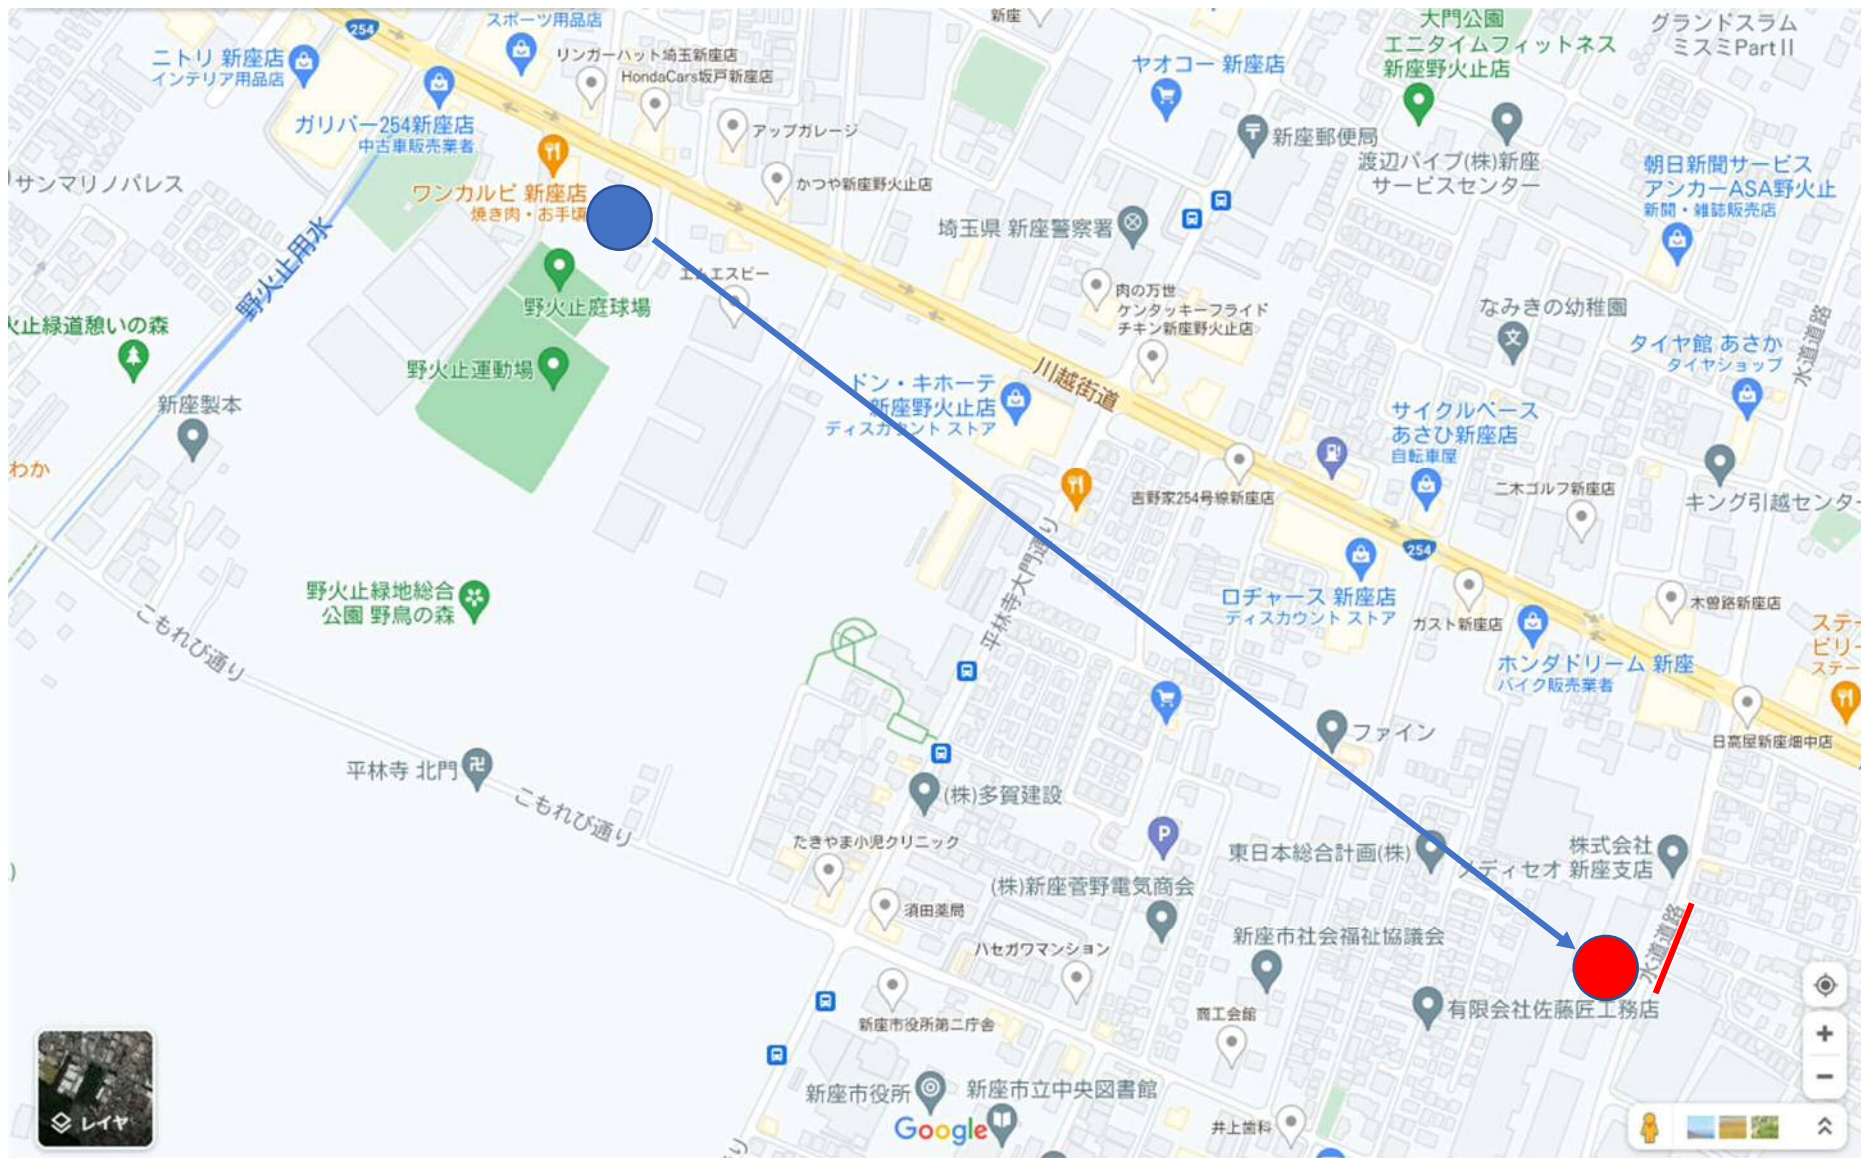 スポーツ用品店
新座
大門公園
グランドスラム
ミスミPartⅡ
254
ニトリ 新座店
インテリア用品店
リンガーハット埼玉新座店
HondaCars坂戸新座店
ヤオコー 新座店
エニタイムフィットネス
新座野火止店
ガリバー254新座店
中古車販売業者
アップガレージ
新座郵便局
渡辺パイプ(株)新座
サービスセンター
朝日新聞サービス
アンカーASA野火止
新聞・雑誌販売店
サンマリノパレス
ワンカルビ 新座店
焼き肉・お手頃
かつや新座野火止店
埼玉県 新座警察署
野火止用水
エムエスピー
野火止庭球場
肉の万世
ケンタッキーフライド
チキン新座野火止店
なみきの幼稚園
文
水道道路
火止緑道憩いの森
タイヤ館 あさか
タイヤショップ
野火止運動場
川越街道
ドン・キホーテ
新座野火止店
ディスカウント ストア
新座製本
サイクルベース
あさひ新座店
自転車屋
わか
吉野家254号線新座店
二木ゴルフ新座店
キング引越センター
254
平林寺大門通り
野火止緑地総合
公園 野鳥の森
こもれび通り
ロヂャース 新座店
ディスカウント ストア
ガスト新座店
木曽路新座店
ステー
ビリー
ステー
ホンダドリーム 新座
バイク販売業者
ファイン
日高屋新座畑中店
平林寺 北門
卍
こもれび通り
(株)多賀建設
P
たきやま小児クリニック
東日本総合計画(株)
株式会社
メディセオ 新座支店
(株)新座菅野電気商会
須田薬局
新座市社会福祉協議会
水道道路
ハセガワマンション
有限会社佐藤匠工務店
新座市役所第二庁舎
商工会館
新座市役所
新座市立中央図書館
Google
井上歯科
レイヤ